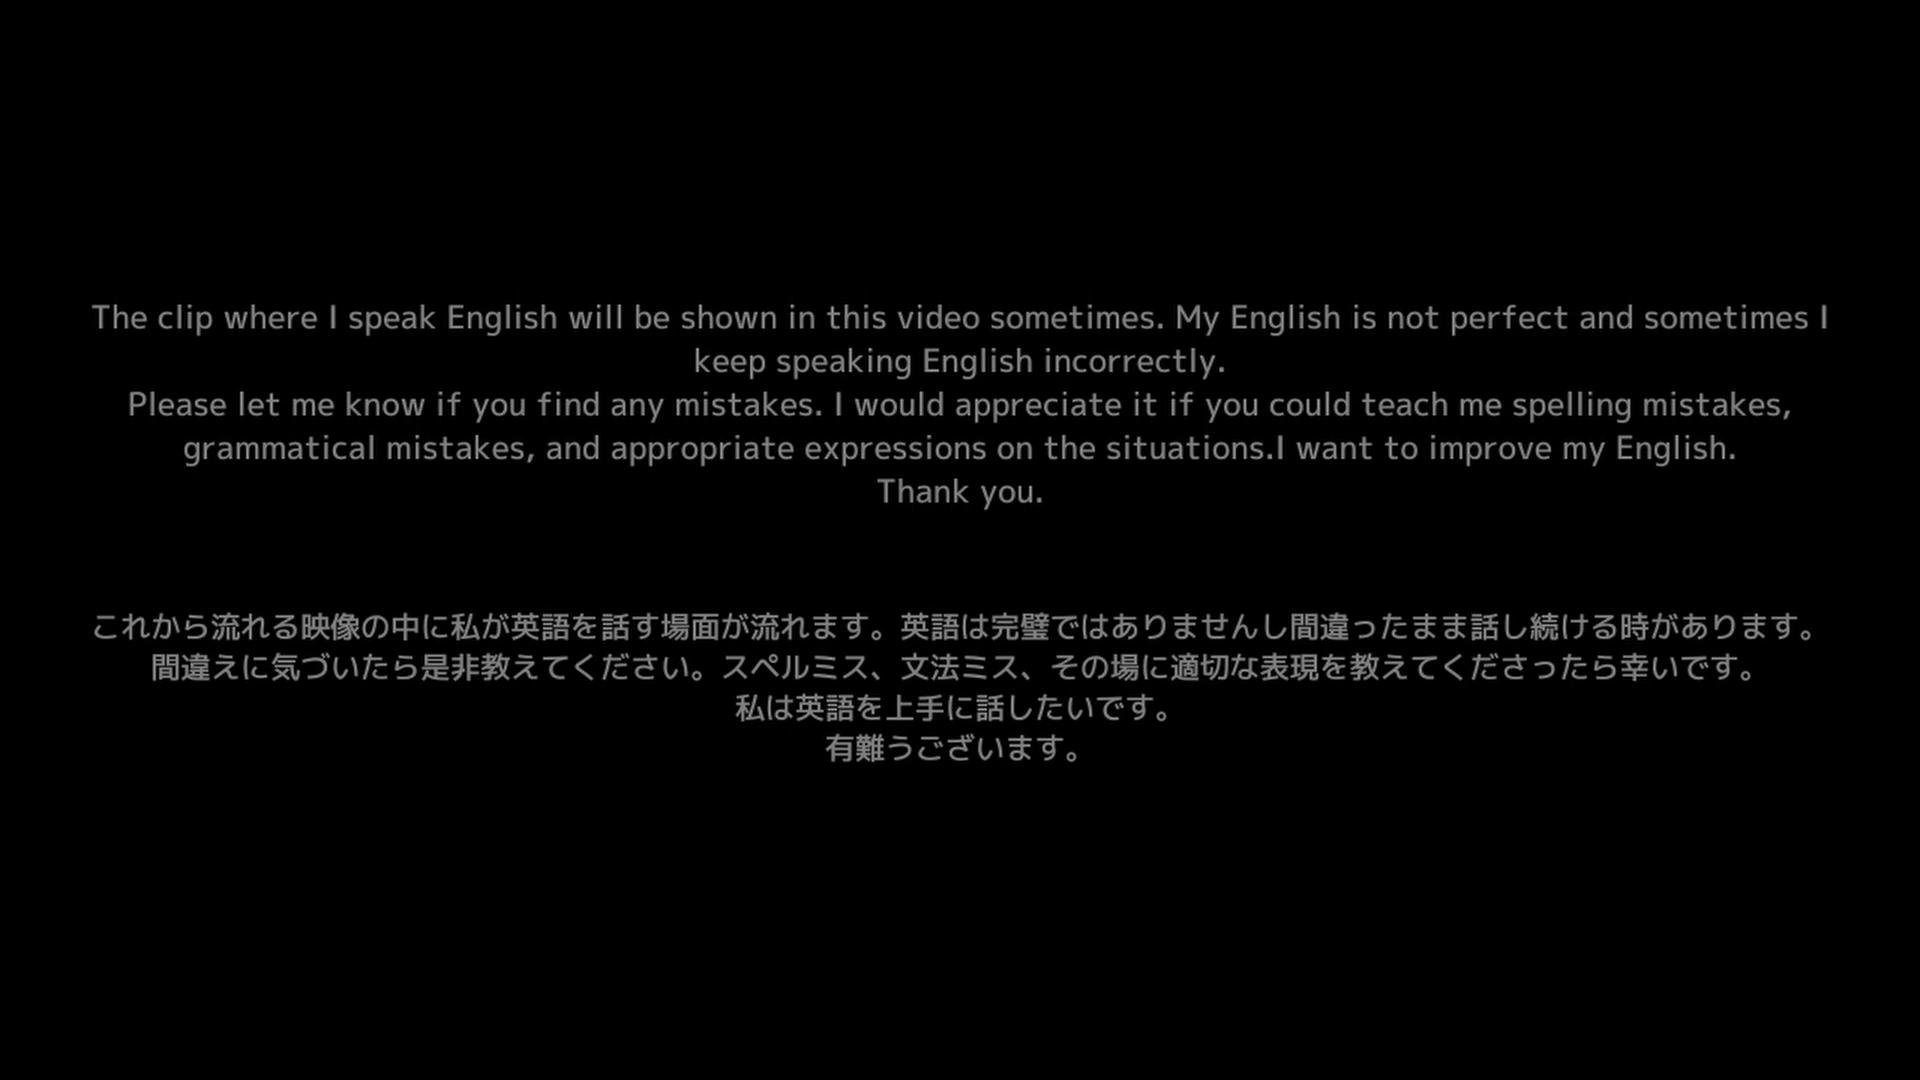 The clip where I speak English will be shown in this video sometimes. My English is not perfect and sometimes I
keep speaking English incorrectly.
Please let me know if you find any mistakes. I would appreciate it if you could teach me spelling mistakes,
grammatical mistakes, and appropriate expressions on the situations.I want to improve my English.
Thank you.
これから流れる映像の中に私が英語を話す場面が流れます。英語は完璧ではありませんし間違ったまま話し続ける時があります。
間違えに気づいたら是非教えてください。スペルミス、文法ミス、その場に適切な表現を教えてくださったら幸いです。
私は英語を上手に話したいです。
有難うございます。